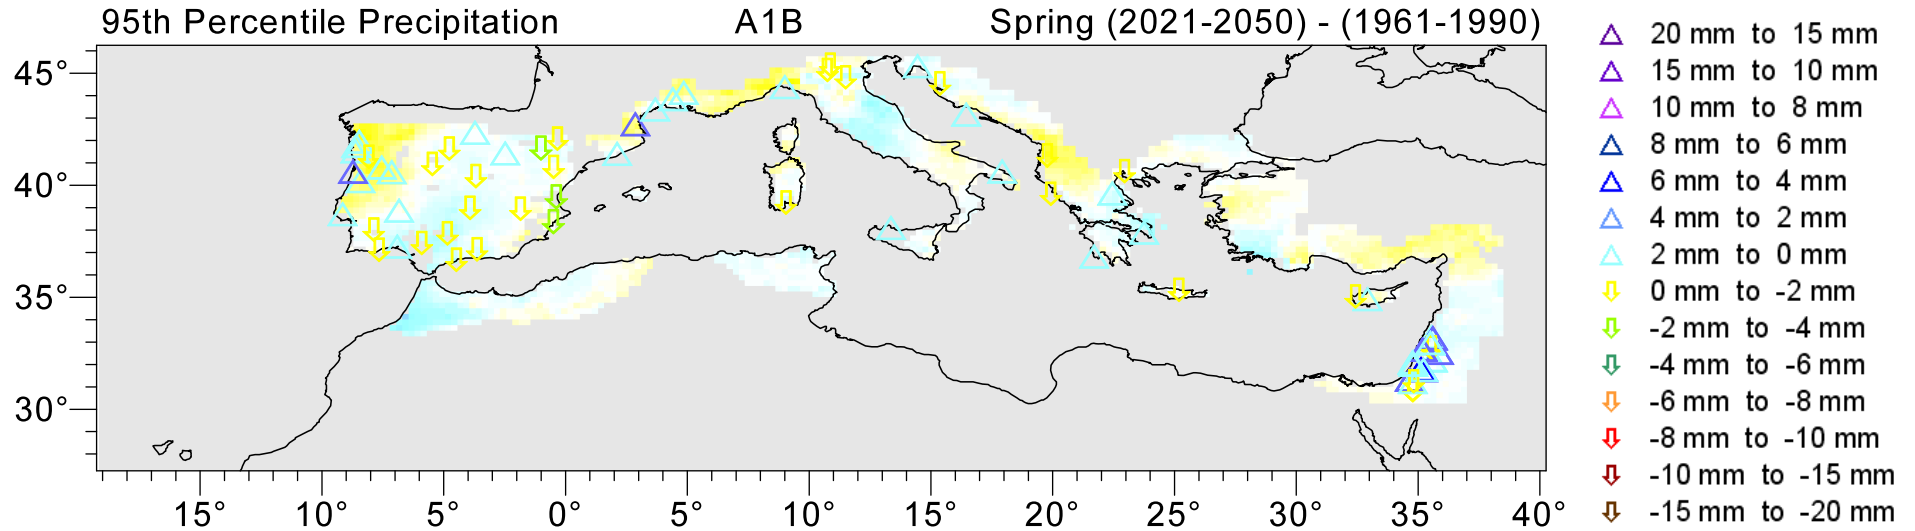 95th Percentile Precipitation A1B Spring (2021-2050) - (1961-1990)
45°
40°
35°
30°
15° 10° 5° 0° 5° 10° 15° 20° 25° 30° 35° 40°
20 mm to 15 mm
15 mm to 10 mm
10 mm to 8 mm
8 mm to 6 mm
6 mm to 4 mm
4 mm to 2 mm
2 mm to 0 mm
0 mm to -2 mm
-2 mm to -4 mm
-4 mm to -6 mm
-6 mm to -8 mm
-8 mm to -10 mm
-10 mm to -15 mm
-15 mm to -20 mm